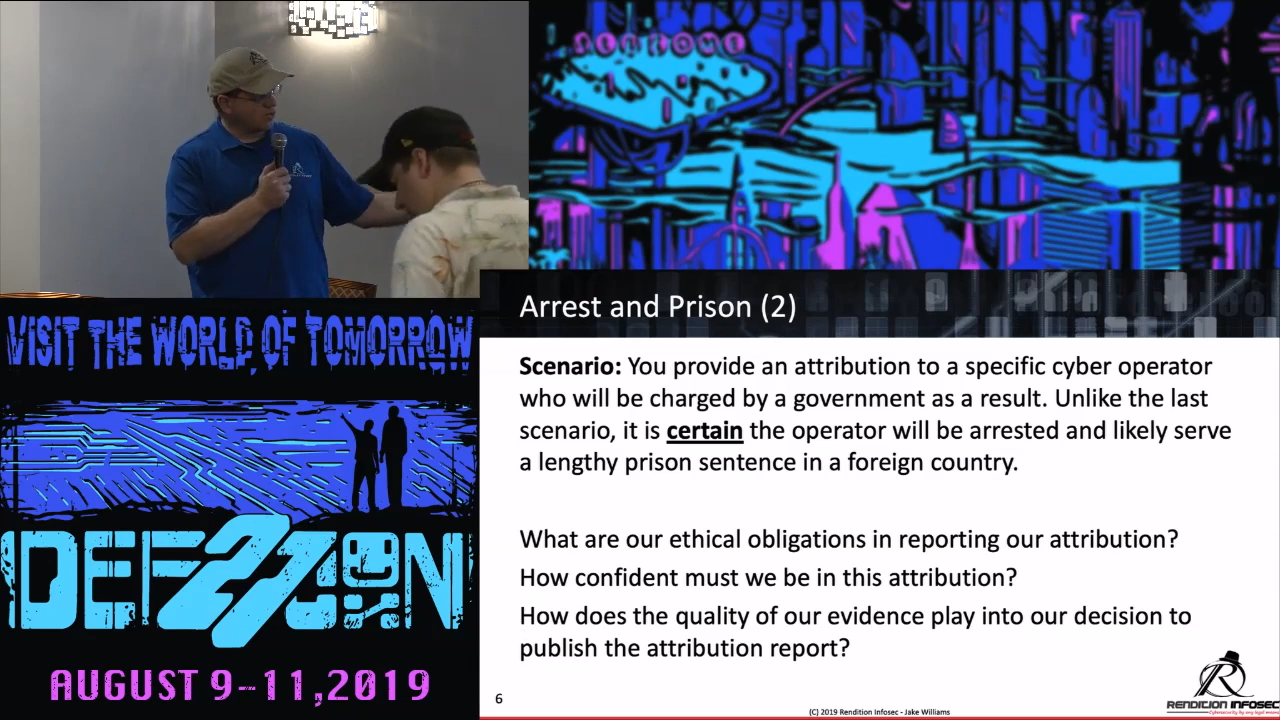 WELCOME
VISIT THE WORLD OF TOMORROW
DEF27CON
AUGUST 9-11,2019
Arrest and Prison (2)
Scenario: You provide an attribution to a specific cyber operator
who will be charged by a government as a result. Unlike the last
scenario, it is certain the operator will be arrested and likely serve
a lengthy prison sentence in a foreign country.
What are our ethical obligations in reporting our attribution?
How confident must we be in this attribution?
How does the quality of our evidence play into our decision to
publish the attribution report?
6
(C) 2019 Rendition Infosec - Jake Williams
R
RENDITION INFOSEC